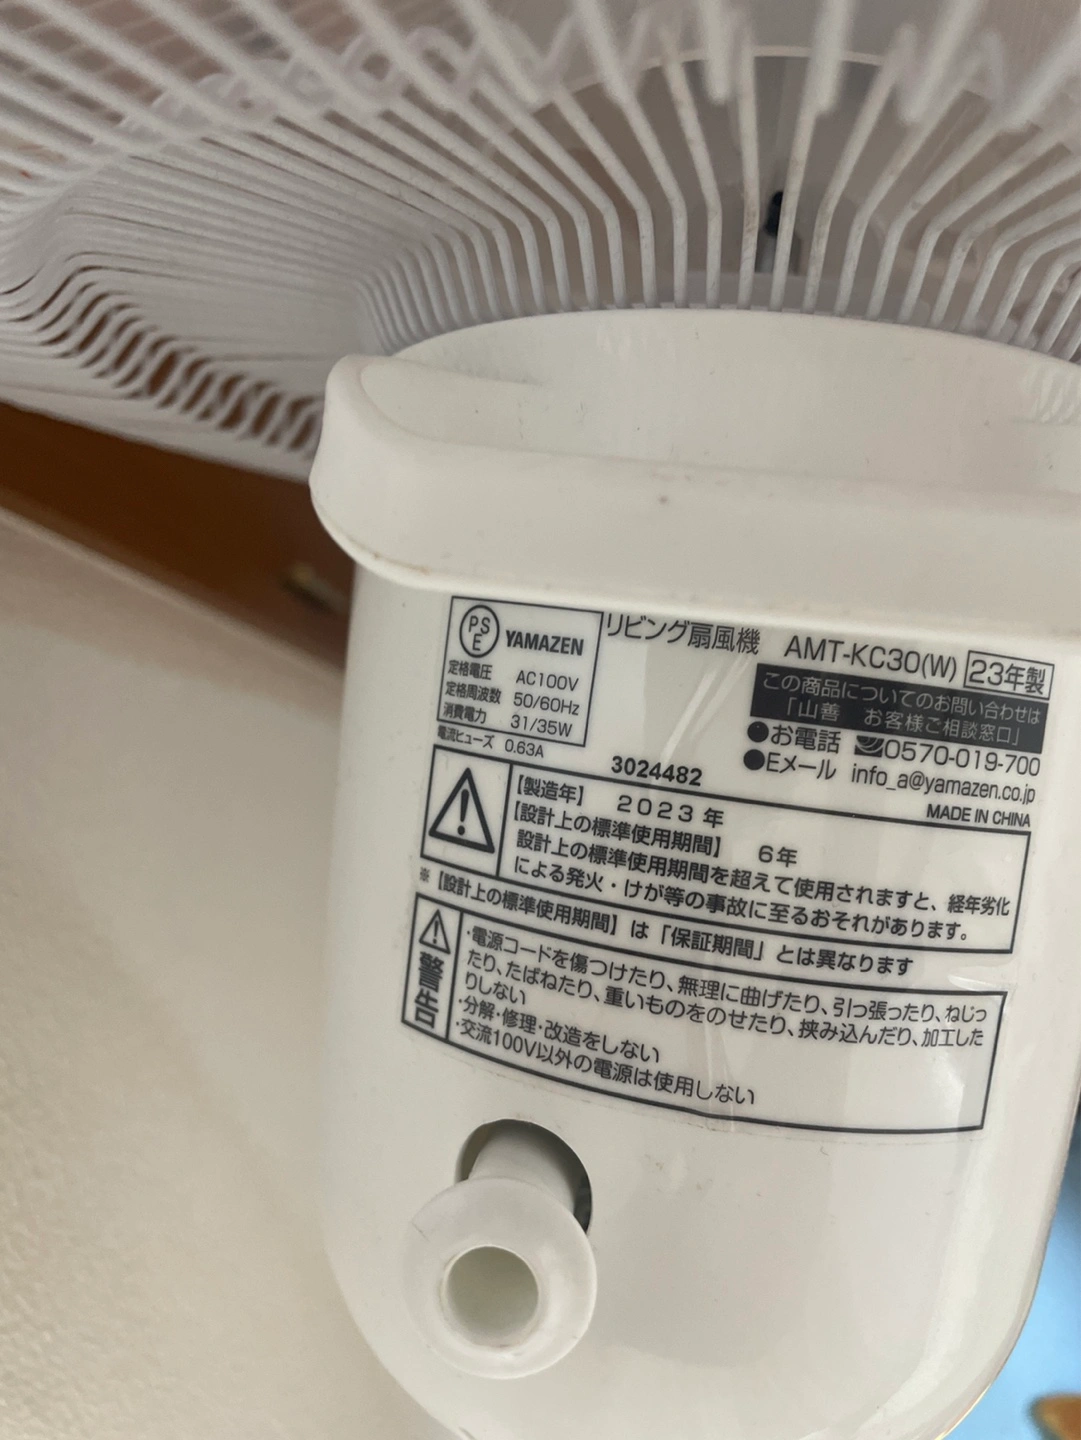 PSE YAMAZEN
定格電圧 AC100V
定格周波数 50/60Hz
消費電力 31/35W
電流ヒューズ 0.63A
リビング扇風機 AMT-KC30(W) 23年製
この商品についてのお問い合わせは
「山善 お客様ご相談窓口」
●お電話 0570-019-700
●Eメール info_a@yamazen.co.jp
3024482
MADE IN CHINA
【製造年】 2023年
【設計上の標準使用期間】 6年
設計上の標準使用期間を超えて使用されますと、経年劣化
による発火・けが等の事故に至るおそれがあります。
※【設計上の標準使用期間】は「保証期間」とは異なります
警告
・電源コードを傷つけたり、無理に曲げたり、引っ張ったり、ねじっ
たり、たばねたり、重いものをのせたり、挟み込んだり、加工した
りしない
・分解・修理・改造をしない
・交流100V以外の電源は使用しない